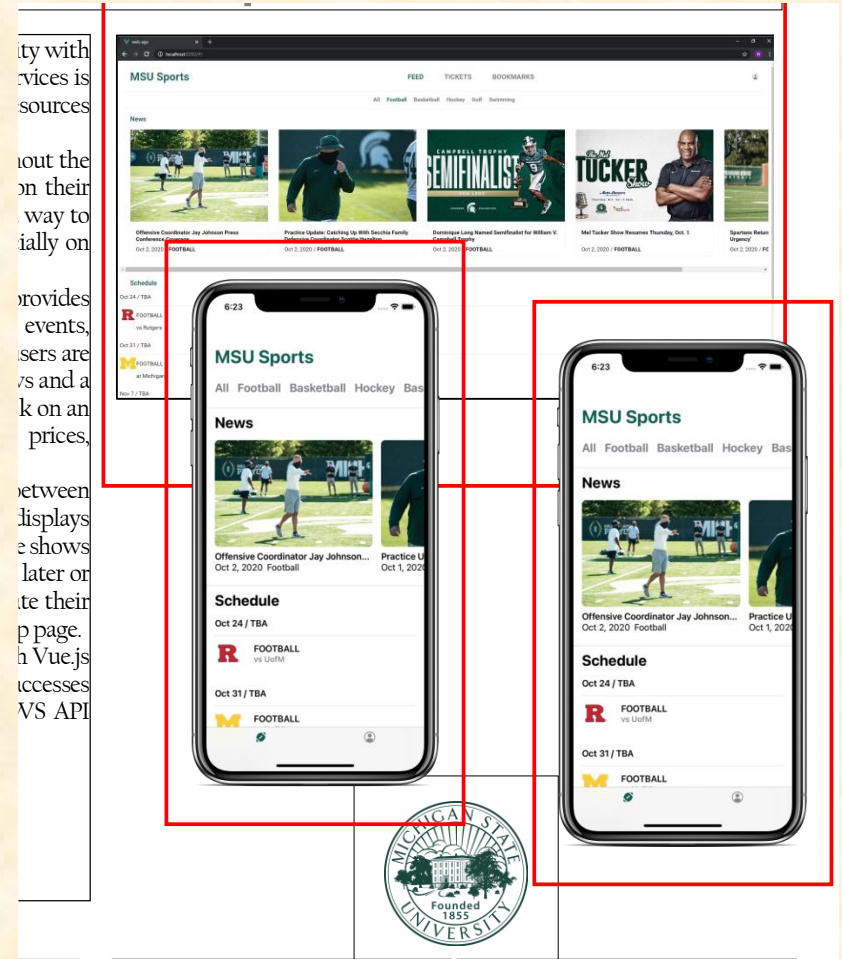 ity with
rvices is
esources
hout the
on their
way to
tially on
provides
events,
users are
vs and a
k on an
prices,
between
displays
e shows
later or
ate their
p page.
h Vue.js
accesses
WS API
web-app
localhost
MSU Sports
FEED TICKETS BOOKMARKS
All Football Basketball Hockey Golf Swimming
News
CAMPBELL TROPHY
SEMIFINALIST
The Mel
TUCKER
Show
Offensive Coordinator Jay Johnson Press
Conference Coverage
Practice Update: Catching Up With Secchia Family
Defensive Coordinator Scottie Hazelton
Oct 2, 2020 / FOOTBALL
Dominique Long Named Semifinalist for William V.
Campbell Trophy
Oct 2, 2020 / FOOTBALL
Mel Tucker Show Resumes Thursday, Oct. 1
Oct 2, 2020 / FOOTBALL
Spartans Return
Urgency'
Oct 2, 2020 / FO
Schedule
Oct 24 / TBA
R FOOTBALL
vs Rutgers
Oct 31 / TBA
M FOOTBALL
at Michigan
Nov 7 / TBA
6:23
MSU Sports
All Football Basketball Hockey Bas
News
Offensive Coordinator Jay Johnson...
Oct 2, 2020 Football
Practice U
Oct 1, 2020
Schedule
Oct 24 / TBA
R FOOTBALL
vs UofM
Oct 31 / TBA
M FOOTBALL
6:23
MSU Sports
All Football Basketball Hockey Bas
News
Offensive Coordinator Jay Johnson...
Oct 2, 2020 Football
Practice U
Oct 1, 2020
Schedule
Oct 24 / TBA
R FOOTBALL
vs UofM
Oct 31 / TBA
M FOOTBALL
MICHIGAN STATE
UNIVERSITY
Founded
1855